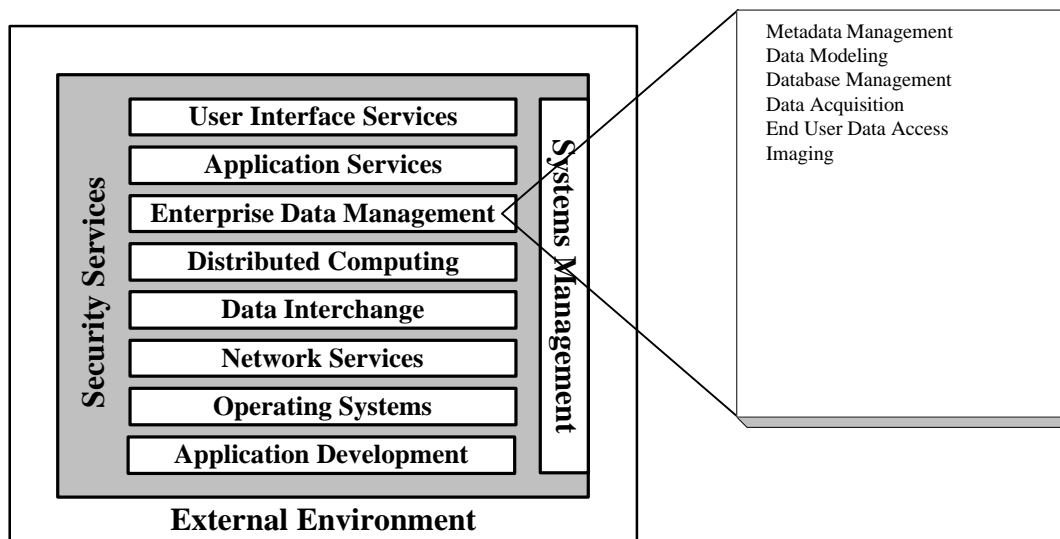 Security Services
User Interface Services
Application Services
Enterprise Data Management
Distributed Computing
Data Interchange
Network Services
Operating Systems
Application Development
Systems Management
External Environment
Metadata Management
Data Modeling
Database Management
Data Acquisition
End User Data Access
Imaging